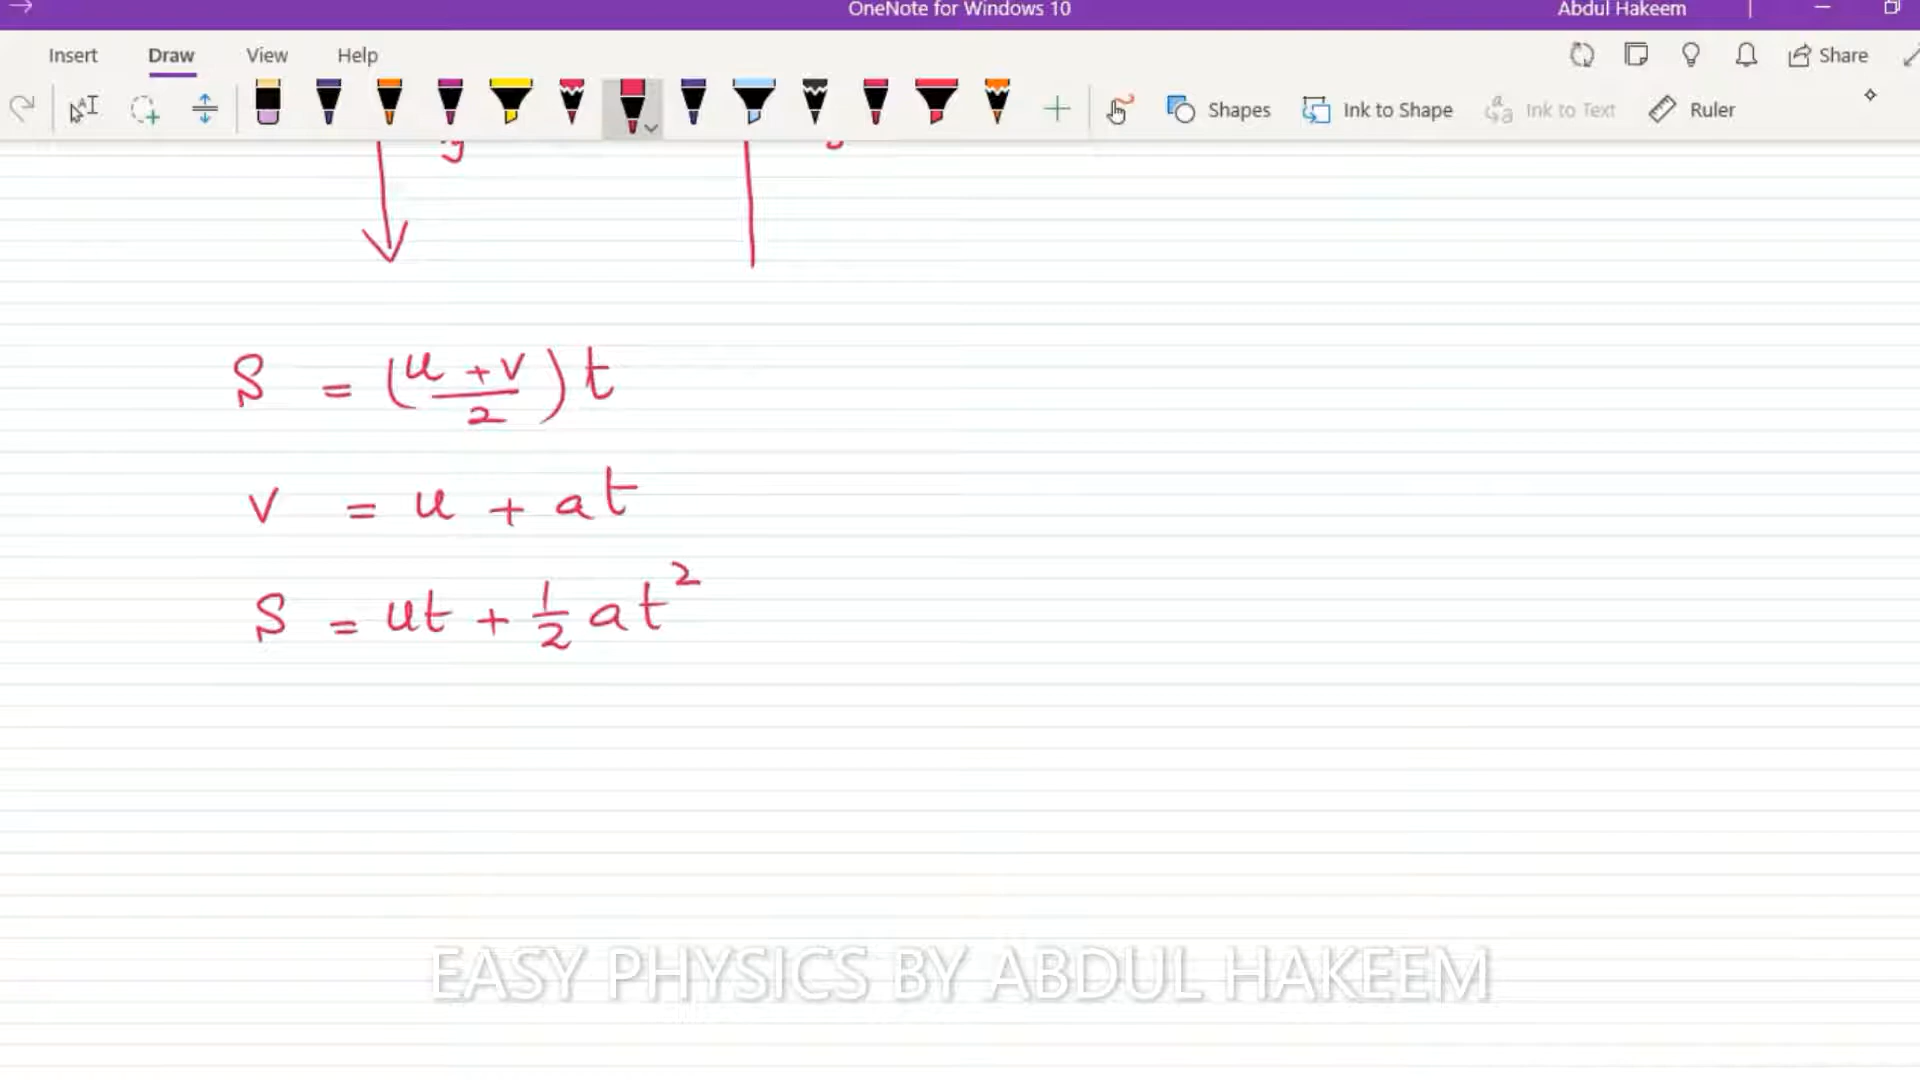 OneNote for Windows 10 Abdul Hakeem
Insert Draw View Help Share
Shapes Ink to Shape Ink to Text Ruler
S = (u + v / 2) t
v = u + at
S = ut + 1/2 at²
EASY PHYSICS BY ABDUL HAKEEM